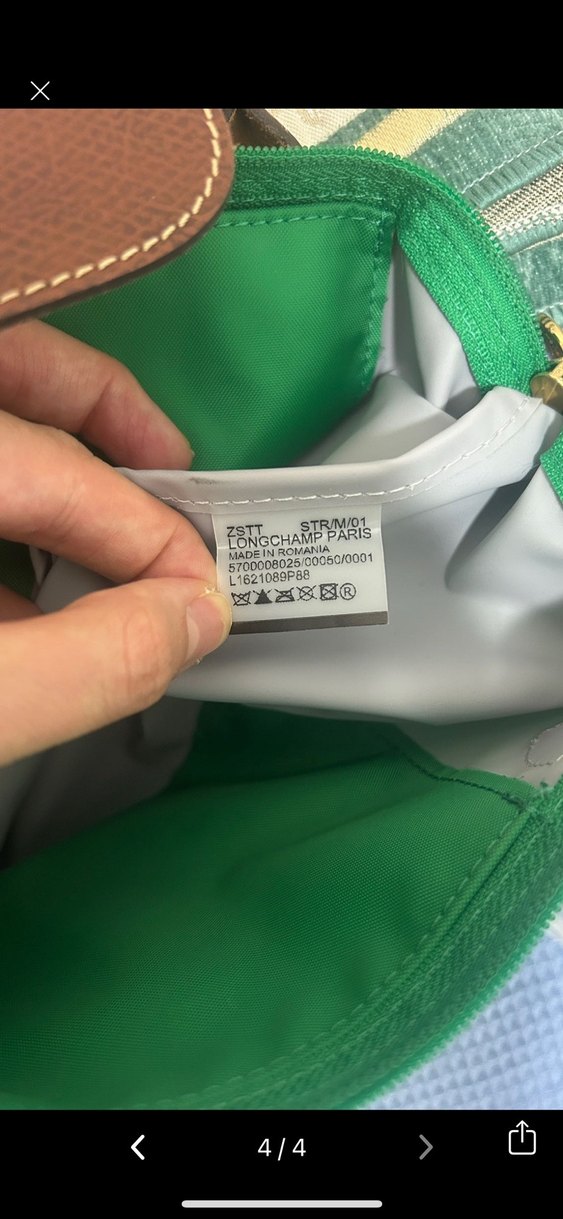 ZSTT STR/M/01
LONGCHAMP PARIS
MADE IN ROMANIA
5700008025/00050/0001
L1621089P88
®
4 / 4